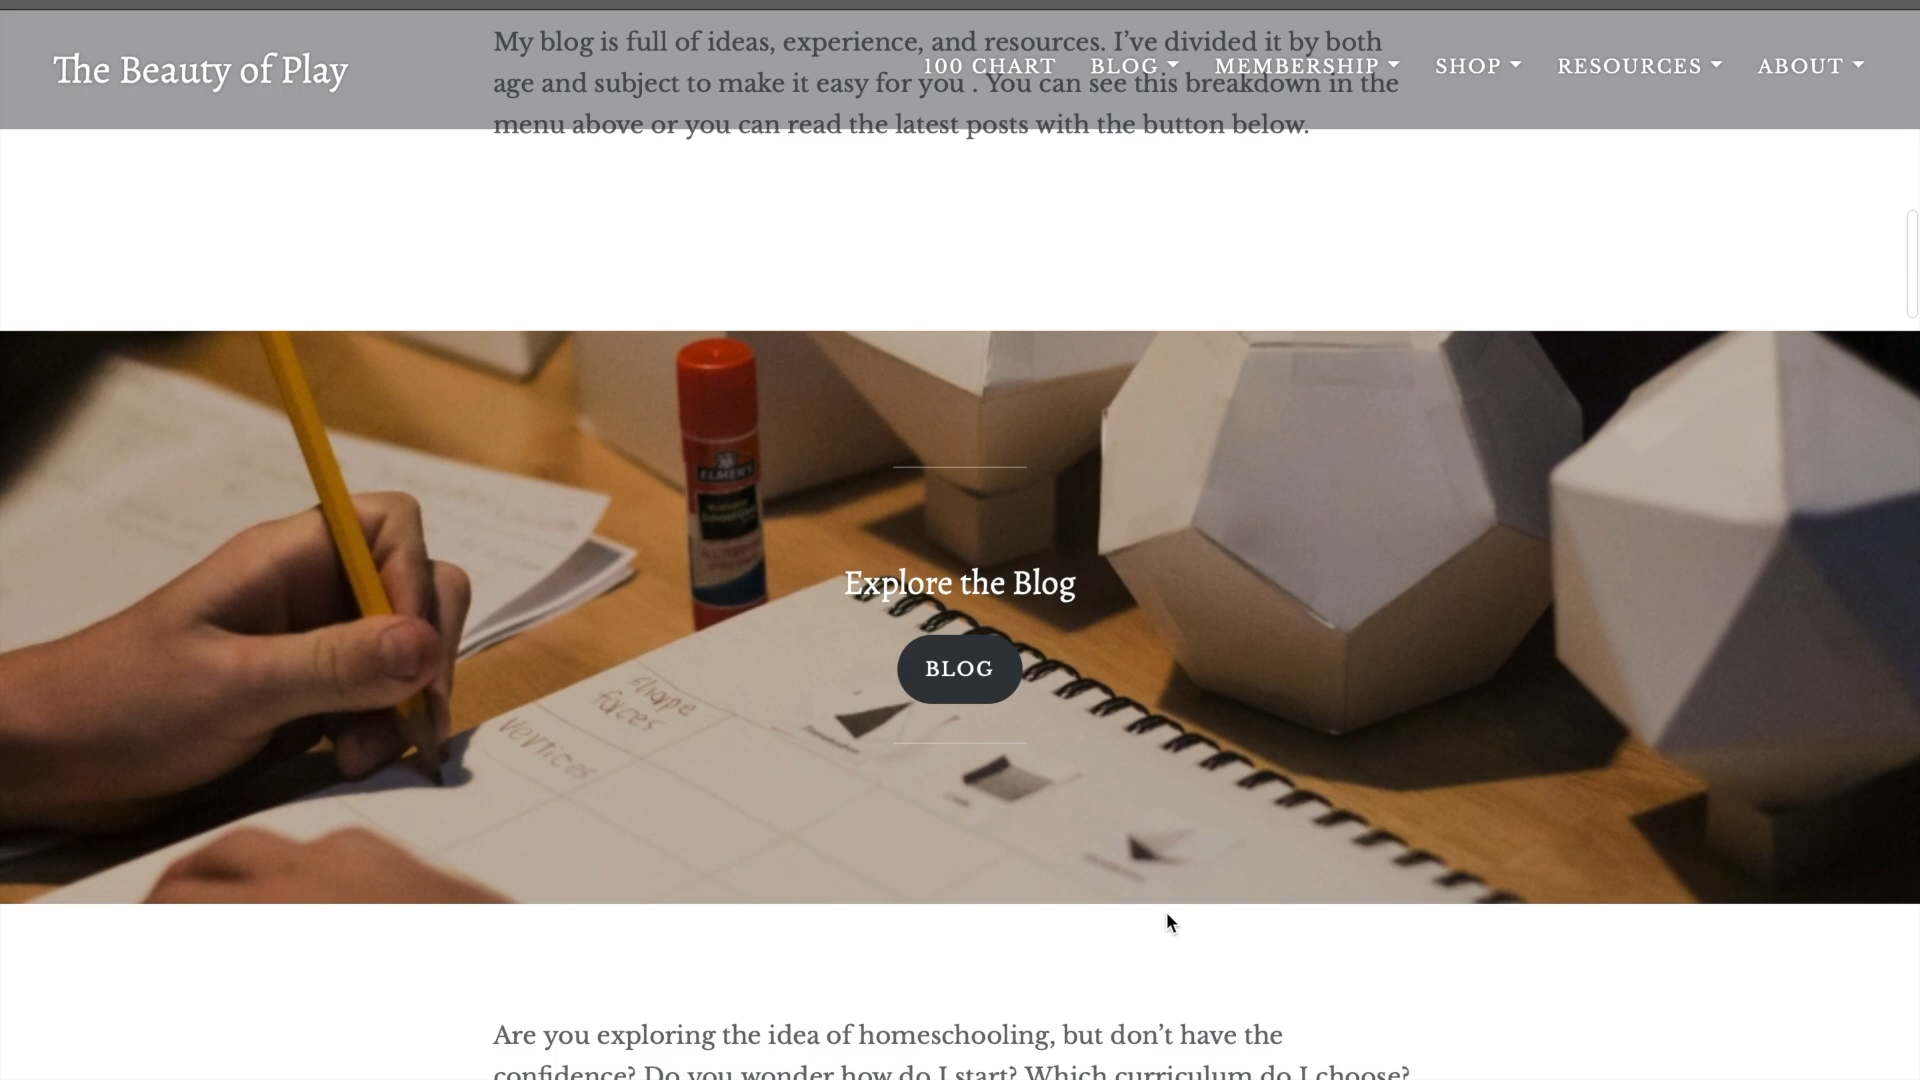 The Beauty of Play
100 CHART BLOG MEMBERSHIP SHOP RESOURCES ABOUT
My blog is full of ideas, experience, and resources. I’ve divided it by both
age and subject to make it easy for you . You can see this breakdown in the
menu above or you can read the latest posts with the button below.
ELMER'S
Explore the Blog
BLOG
shape
faces
vertices
Are you exploring the idea of homeschooling, but don’t have the
confidence? Do you wonder how do I start? Which curriculum do I choose?